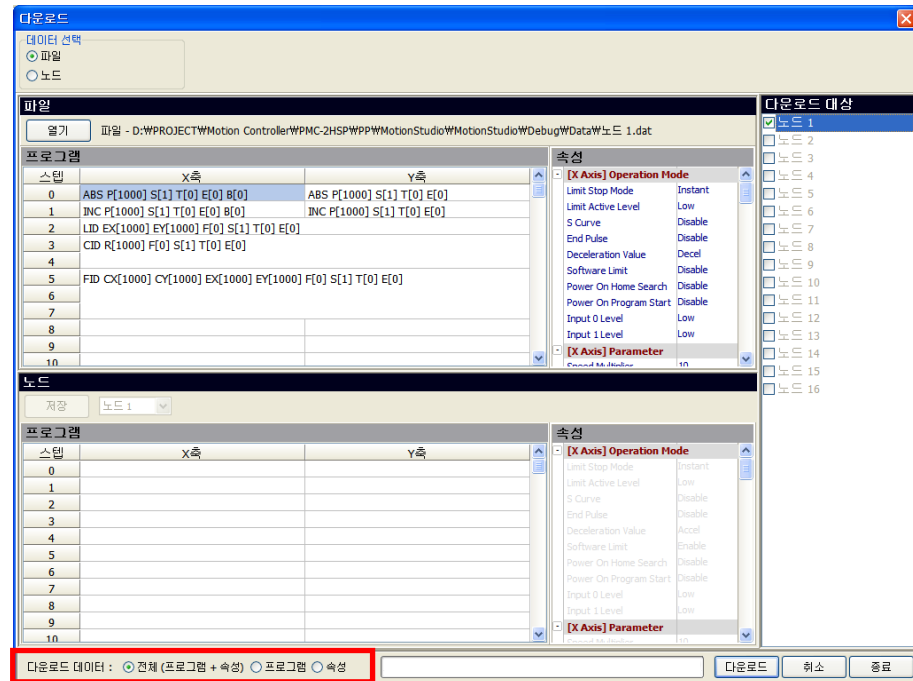 다운로드
데이터 선택
파일
노드
파일
열기 파일 - D:₩PROJECT₩Motion Controller₩PMC-2HSP₩PP₩MotionStudio₩MotionStudio₩Debug₩Data₩노드 1.dat
프로그램
스텝 X축 Y축
0 ABS P[1000] S[1] T[0] E[0] B[0] ABS P[1000] S[1] T[0] E[0]
1 INC P[1000] S[1] T[0] E[0] B[0] INC P[1000] S[1] T[0] E[0]
2 LID EX[1000] EY[1000] F[0] S[1] T[0] E[0]
3 CID R[1000] F[0] S[1] T[0] E[0]
4
5 FID CX[1000] CY[1000] EX[1000] EY[1000] F[0] S[1] T[0] E[0]
6
7
8
9
10
속성
[X Axis] Operation Mode
Limit Stop Mode Instant
Limit Active Level Low
S Curve Disable
End Pulse Disable
Deceleration Value Decel
Software Limit Disable
Power On Home Search Disable
Power On Program Start Disable
Input 0 Level Low
Input 1 Level Low
[X Axis] Parameter
Speed Multiplier 10
다운로드 대상
노드 1
노드 2
노드 3
노드 4
노드 5
노드 6
노드 7
노드 8
노드 9
노드 10
노드 11
노드 12
노드 13
노드 14
노드 15
노드 16
노드
저장 노드 1
프로그램
스텝 X축 Y축
0
1
2
3
4
5
6
7
8
9
10
속성
[X Axis] Operation Mode
Limit Stop Mode Instant
Limit Active Level Low
S Curve Disable
End Pulse Disable
Deceleration Value Accel
Software Limit Enable
Power On Home Search Disable
Power On Program Start Disable
Input 0 Level Low
Input 1 Level Low
[X Axis] Parameter
다운로드 데이터 : 전체 (프로그램 + 속성) 프로그램 속성
다운로드 취소 종료